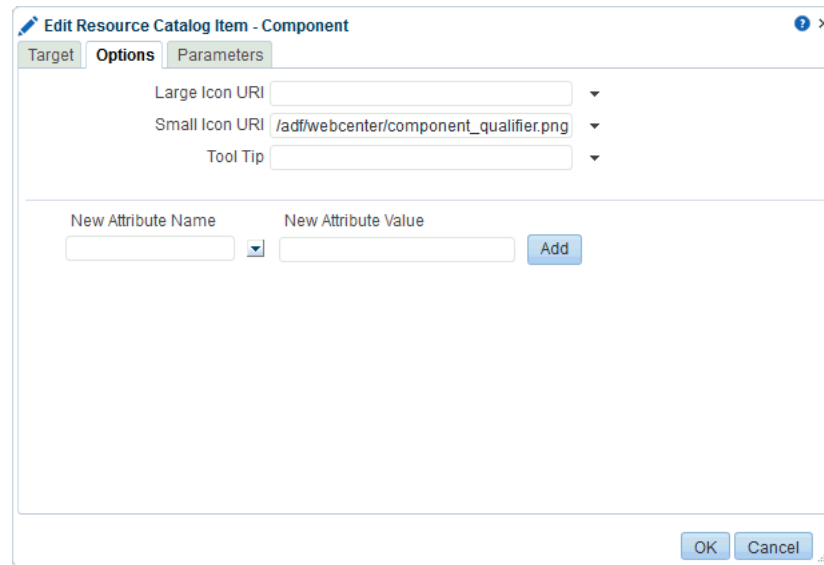 Edit Resource Catalog Item - Component
Target Options Parameters
Large Icon URI
Small Icon URI /adf/webcenter/component_qualifier.png
Tool Tip
New Attribute Name New Attribute Value
Add
OK Cancel